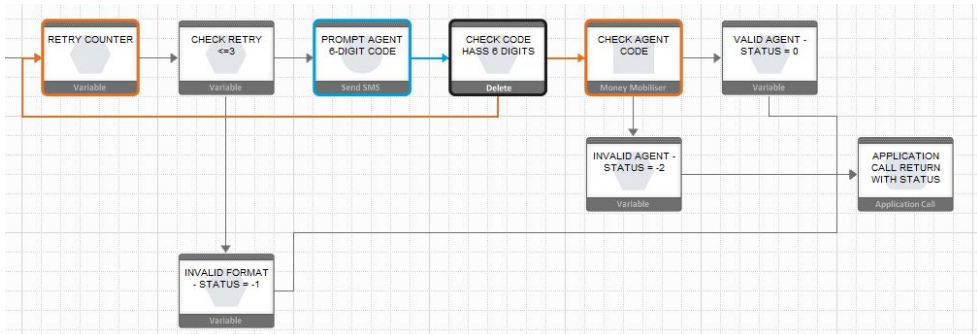 RETRY COUNTER
Variable
CHECK RETRY
<=3
Variable
PROMPT AGENT
6-DIGIT CODE
Send SMS
CHECK CODE
HASS 6 DIGITS
Delete
CHECK AGENT
CODE
Money Mobiliser
VALID AGENT -
STATUS = 0
Variable
INVALID AGENT -
STATUS = -2
Variable
APPLICATION
CALL RETURN
WITH STATUS
Application Call
INVALID FORMAT
- STATUS = -1
Variable